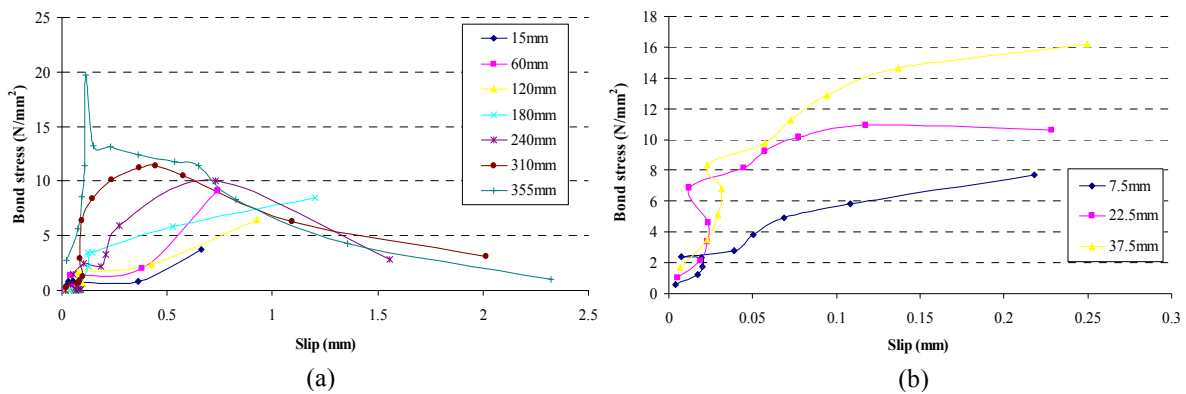 25
20
15
10
5
0
Bond stress (N/mm²)
0 0.5 1 1.5 2 2.5
Slip (mm)
15mm
60mm
120mm
180mm
240mm
310mm
355mm
(a)
18
16
14
12
10
8
6
4
2
0
Bond stress (N/mm²)
0 0.05 0.1 0.15 0.2 0.25 0.3
Slip (mm)
7.5mm
22.5mm
37.5mm
(b)